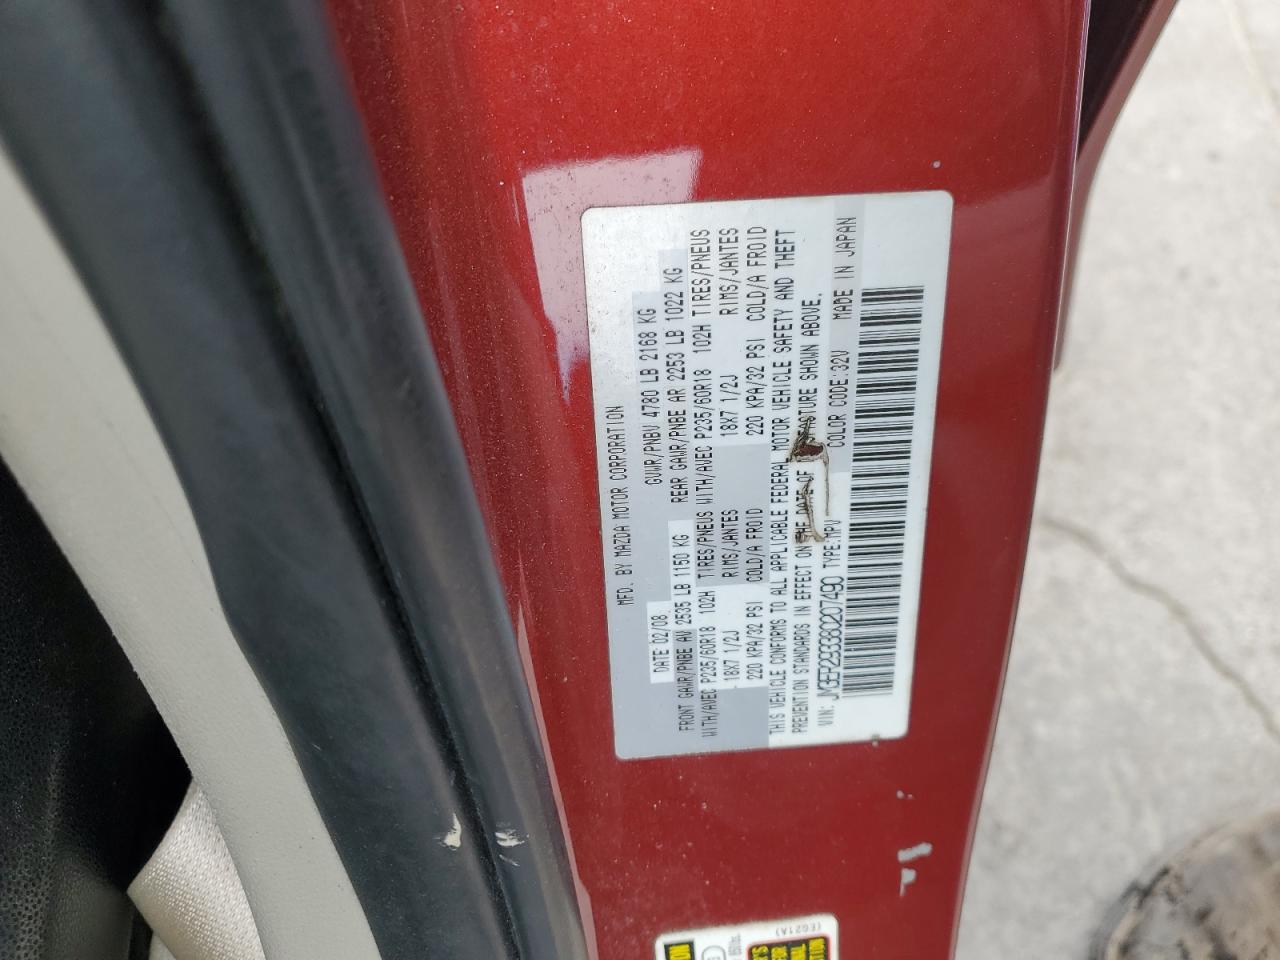 MFD. BY MAZDA MOTOR CORPORATION
DATE 02/08 GVWR/PNBV 4780 LB 2168 KG
FRONT GAWR/PNBE AV 2535 LB 1150 KG REAR GAWR/PNBE AR 2253 LB 1022 KG
WITH/AVEC P235/60R18 102H TIRES/PNEUS WITH/AVEC P235/60R18 102H TIRES/PNEUS
18X7 1/2J RIMS/JANTES 18X7 1/2J RIMS/JANTES
220 KPA/32 PSI COLD/A FROID 220 KPA/32 PSI COLD/A FROID
THIS VEHICLE CONFORMS TO ALL APPLICABLE FEDERAL MOTOR VEHICLE SAFETY AND THEFT
PREVENTION STANDARDS IN EFFECT ON THE DATE OF SHOWN ABOVE.
VIN: JM3ER293380207490 TYPE:MPV COLOR CODE:32V MADE IN JAPAN
(EG21A)